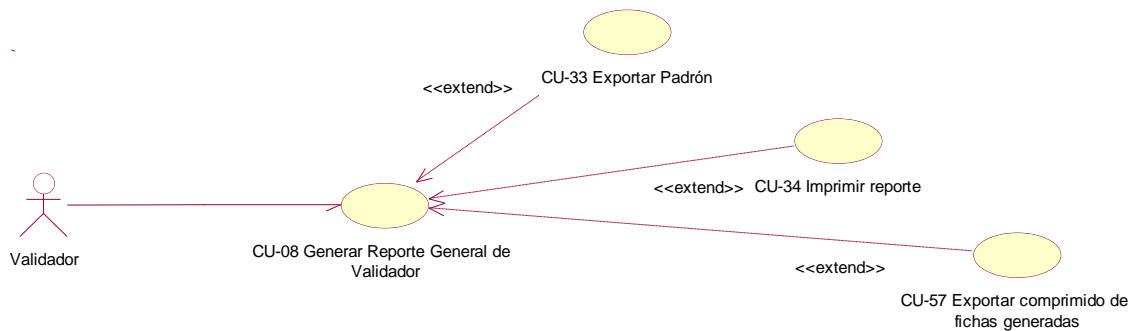 CU-33 Exportar Padrón
<<extend>>
<<extend>>
CU-34 Imprimir reporte
Validador
CU-08 Generar Reporte General de
Validador
<<extend>>
CU-57 Exportar comprimido de
fichas generadas